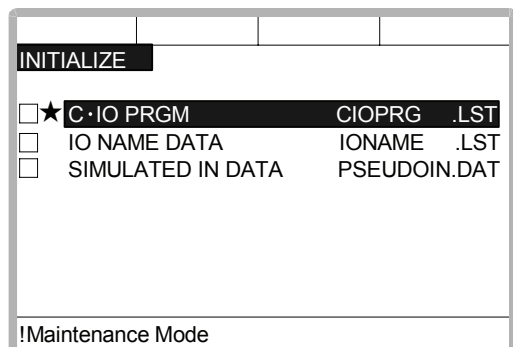 INITIALIZE
□★ C·IO PRGM CIOPRG .LST
□ IO NAME DATA IONAME .LST
□ SIMULATED IN DATA PSEUDOIN.DAT
!Maintenance Mode